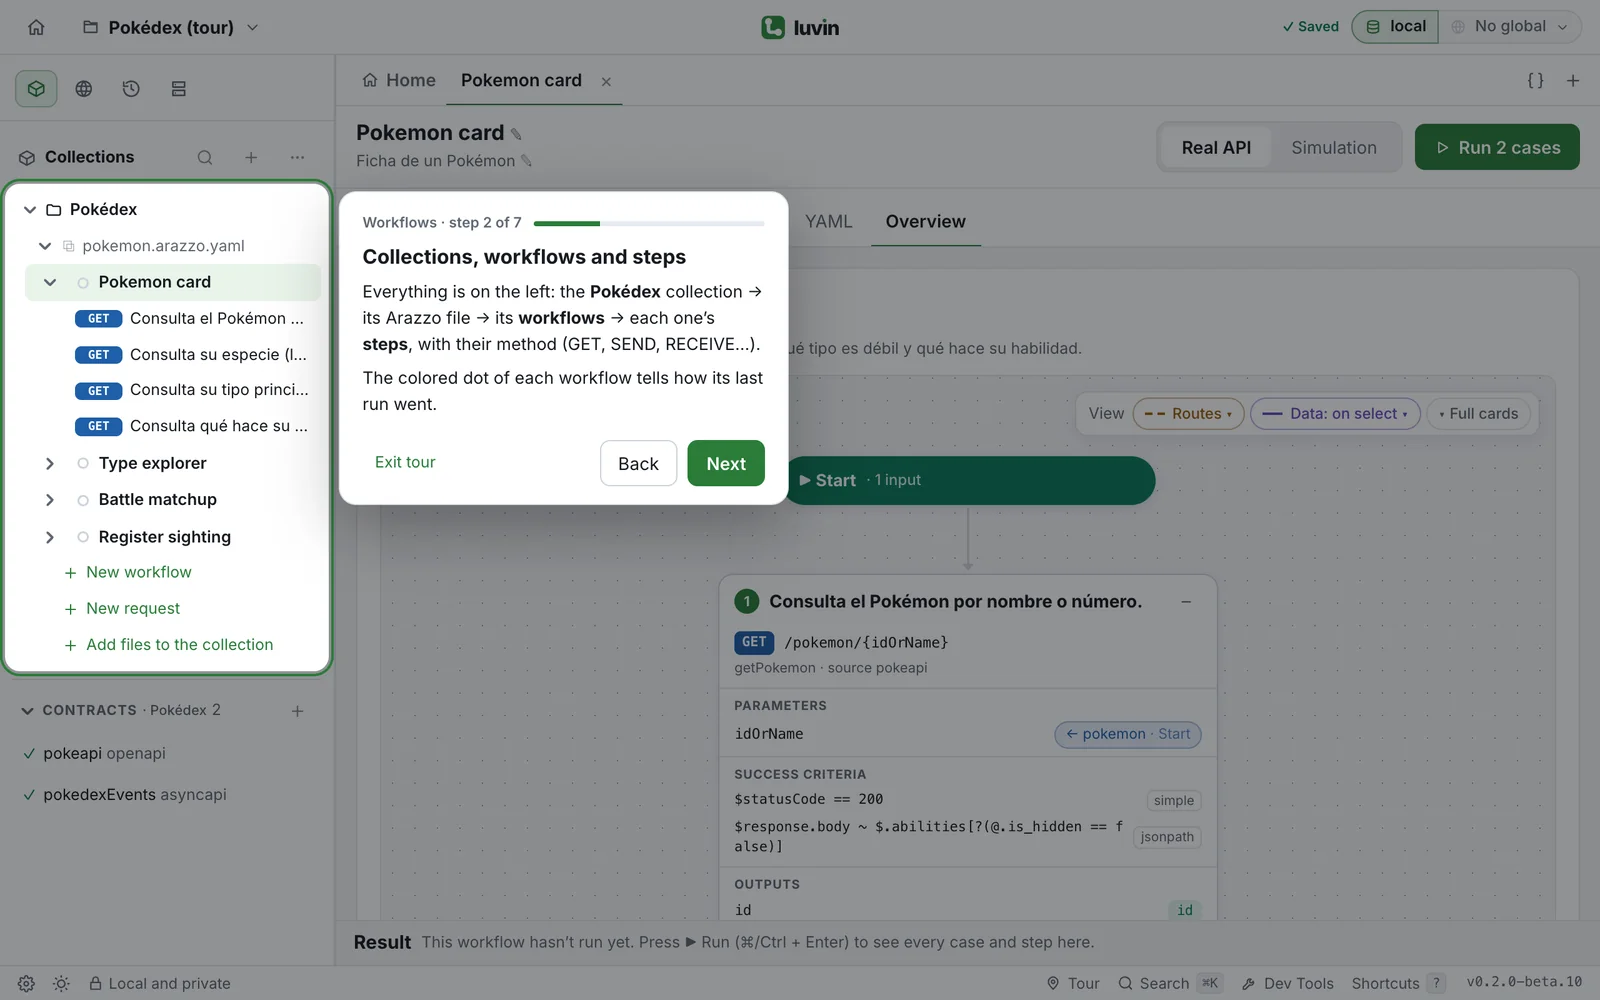 Pokédex (tour)
luvin
Saved
local
No global
Home
Pokemon card
{ }
Collections
Pokemon card
Ficha de un Pokémon
Real API
Simulation
Run 2 cases
Pokédex
pokemon.arazzo.yaml
Pokemon card
GET Consulta el Pokémon ...
GET Consulta su especie (l...
GET Consulta su tipo princi...
GET Consulta qué hace su ...
Type explorer
Battle matchup
Register sighting
+ New workflow
+ New request
+ Add files to the collection
CONTRACTS · Pokédex 2
pokeapi openapi
pokedexEvents asyncapi
Workflows · step 2 of 7
Collections, workflows and steps
Everything is on the left: the Pokédex collection →
its Arazzo file → its workflows → each one’s
steps, with their method (GET, SEND, RECEIVE…).
The colored dot of each workflow tells how its last
run went.
Exit tour
Back
Next
YAML
Overview
tipo es débil y qué hace su habilidad.
View
Routes
Data: on select
Full cards
Start · 1 input
1 Consulta el Pokémon por nombre o número.
GET /pokemon/{idOrName}
getPokemon · source pokeapi
PARAMETERS
idOrName
← pokemon · Start
SUCCESS CRITERIA
$statusCode == 200
simple
$response.body ~ $.abilities[?(@.is_hidden == f
alse)]
jsonpath
OUTPUTS
id
id
Result This workflow hasn’t run yet. Press ▶ Run (⌘/Ctrl + Enter) to see every case and step here.
Local and private
Tour
Search ⌘K
Dev Tools
Shortcuts ?
v0.2.0-beta.10